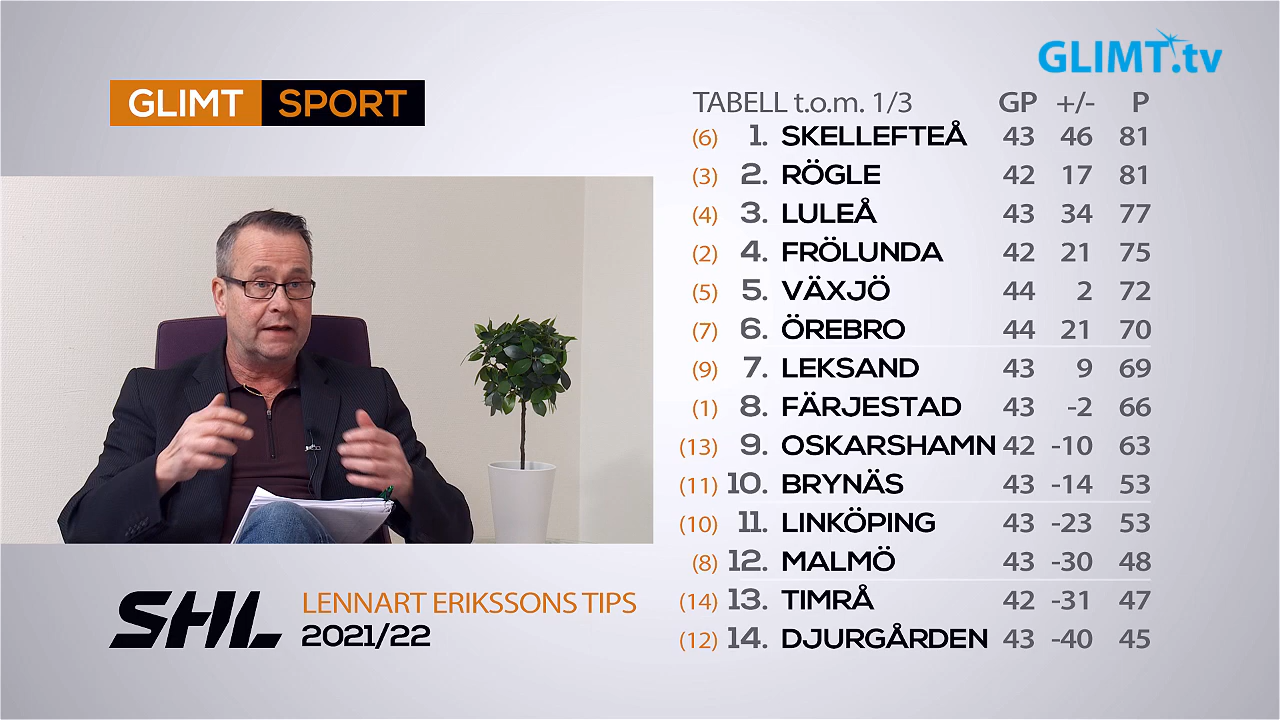 GLIMT.tv
GLIMT SPORT
TABELL t.o.m. 1/3 GP +/- P
(6) 1. SKELLEFTEÅ 43 46 81
(3) 2. RÖGLE 42 17 81
(4) 3. LULEÅ 43 34 77
(2) 4. FRÖLUNDA 42 21 75
(5) 5. VÄXJÖ 44 2 72
(7) 6. ÖREBRO 44 21 70
(9) 7. LEKSAND 43 9 69
(1) 8. FÄRJESTAD 43 -2 66
(13) 9. OSKARSHAMN 42 -10 63
(11) 10. BRYNÄS 43 -14 53
(10) 11. LINKÖPING 43 -23 53
(8) 12. MALMÖ 43 -30 48
(14) 13. TIMRÅ 42 -31 47
(12) 14. DJURGÅRDEN 43 -40 45
SHL
LENNART ERIKSSONS TIPS
2021/22